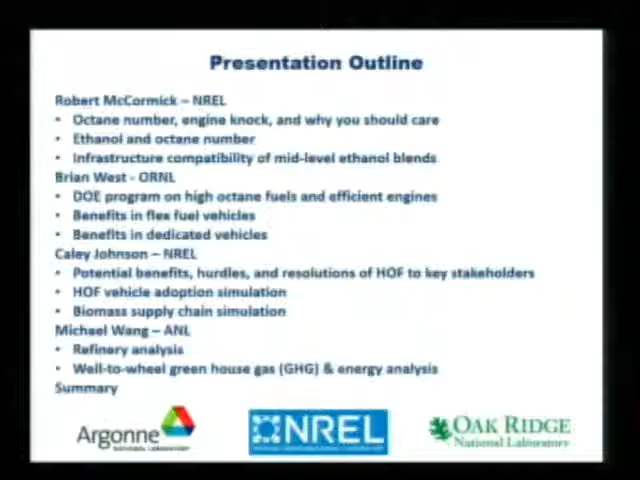 Presentation Outline
Robert McCormick – NREL
• Octane number, engine knock, and why you should care
• Ethanol and octane number
• Infrastructure compatibility of mid-level ethanol blends
Brian West - ORNL
• DOE program on high octane fuels and efficient engines
• Benefits in flex fuel vehicles
• Benefits in dedicated vehicles
Caley Johnson – NREL
• Potential benefits, hurdles, and resolutions of HOF to key stakeholders
• HOF vehicle adoption simulation
• Biomass supply chain simulation
Michael Wang – ANL
• Refinery analysis
• Well-to-wheel green house gas (GHG) & energy analysis
Summary
Argonne
NATIONAL LABORATORY
NREL
OAK RIDGE
National Laboratory